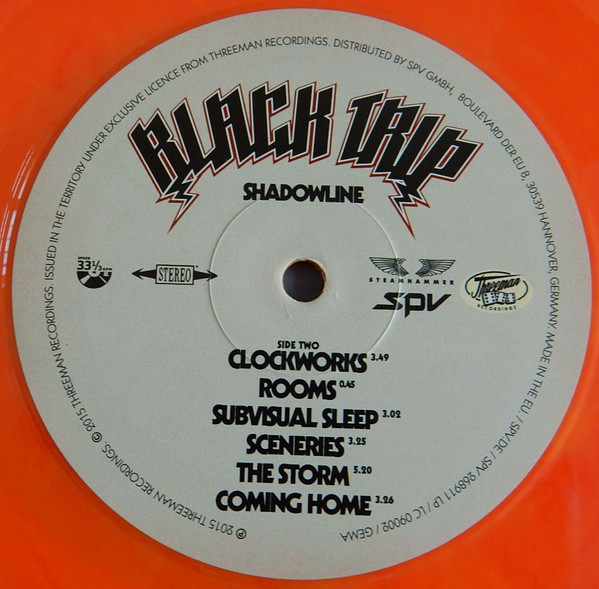 ℗ 2015 THREEMAN RECORDINGS. © 2015 THREEMAN RECORDINGS. ISSUED IN THE TERRITORY UNDER EXCLUSIVE LICENCE FROM THREEMAN RECORDINGS. DISTRIBUTED BY SPV GMBH, BOULEVARD DER EU 8, 30539 HANNOVER, GERMANY. MADE IN THE EU / SPV.DE / SPV 268911 LP / LC 09002 / GEMA
BLACK TRIP
SHADOWLINE
SPEED
33 1/3 RPM
STEREO
STEAMHAMMER
SPV
Threeman
RECORDINGS
SIDE TWO
CLOCKWORKS 3.49
ROOMS 0.45
SUBVISUAL SLEEP 3.02
SCENERIES 3.25
THE STORM 5.20
COMING HOME 3.26